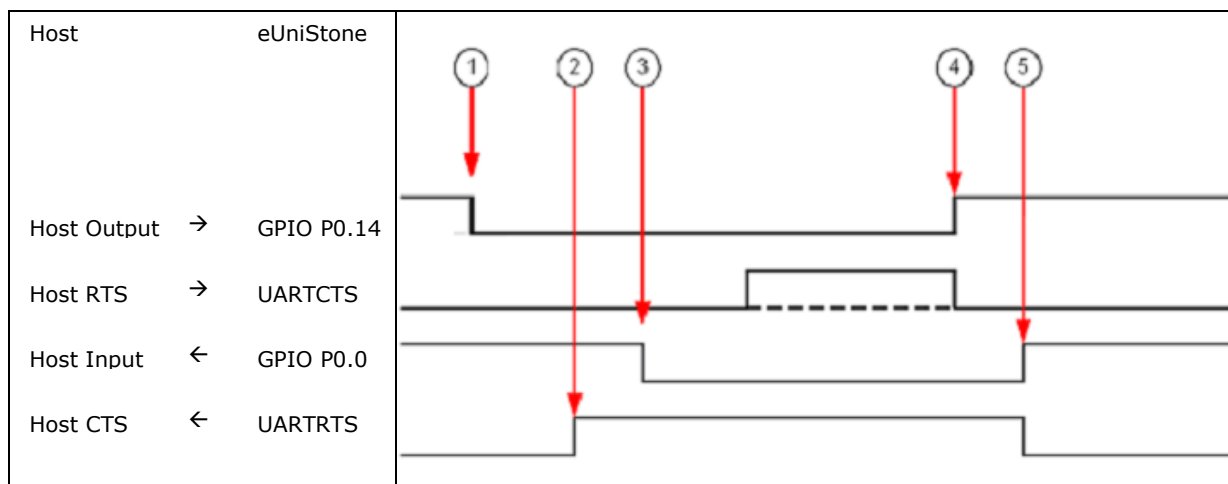 Host eUniStone
1 2 3 4 5
Host Output → GPIO P0.14
Host RTS → UARTCTS
Host Input ← GPIO P0.0
Host CTS ← UARTRTS